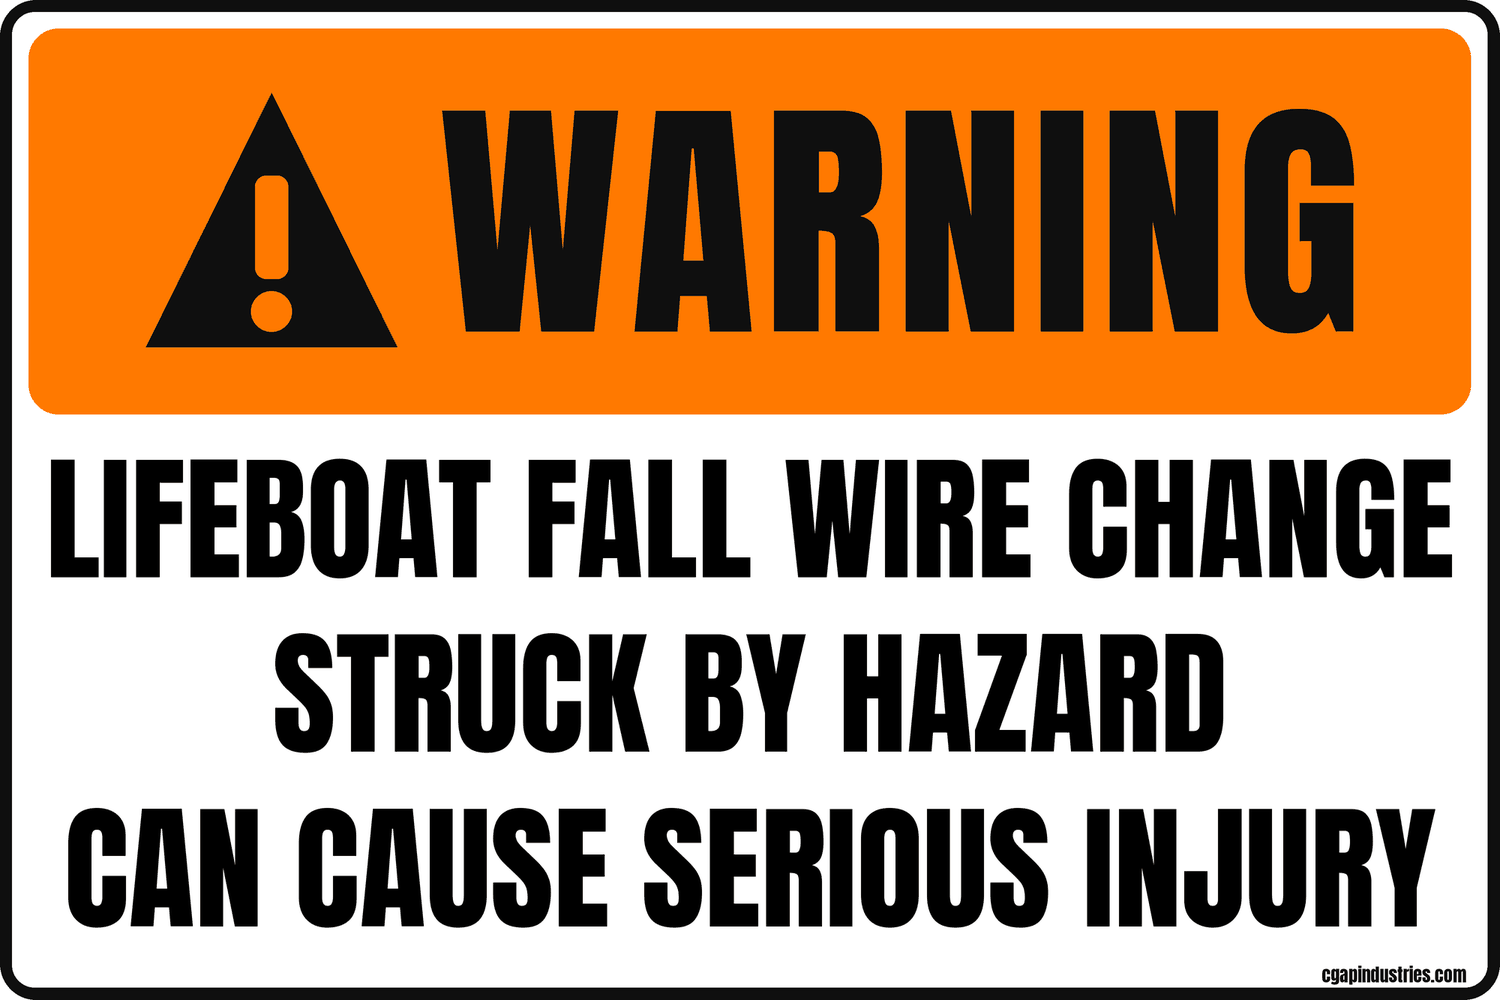 WARNING
LIFEBOAT FALL WIRE CHANGE
STRUCK BY HAZARD
CAN CAUSE SERIOUS INJURY
cgapindustries.com